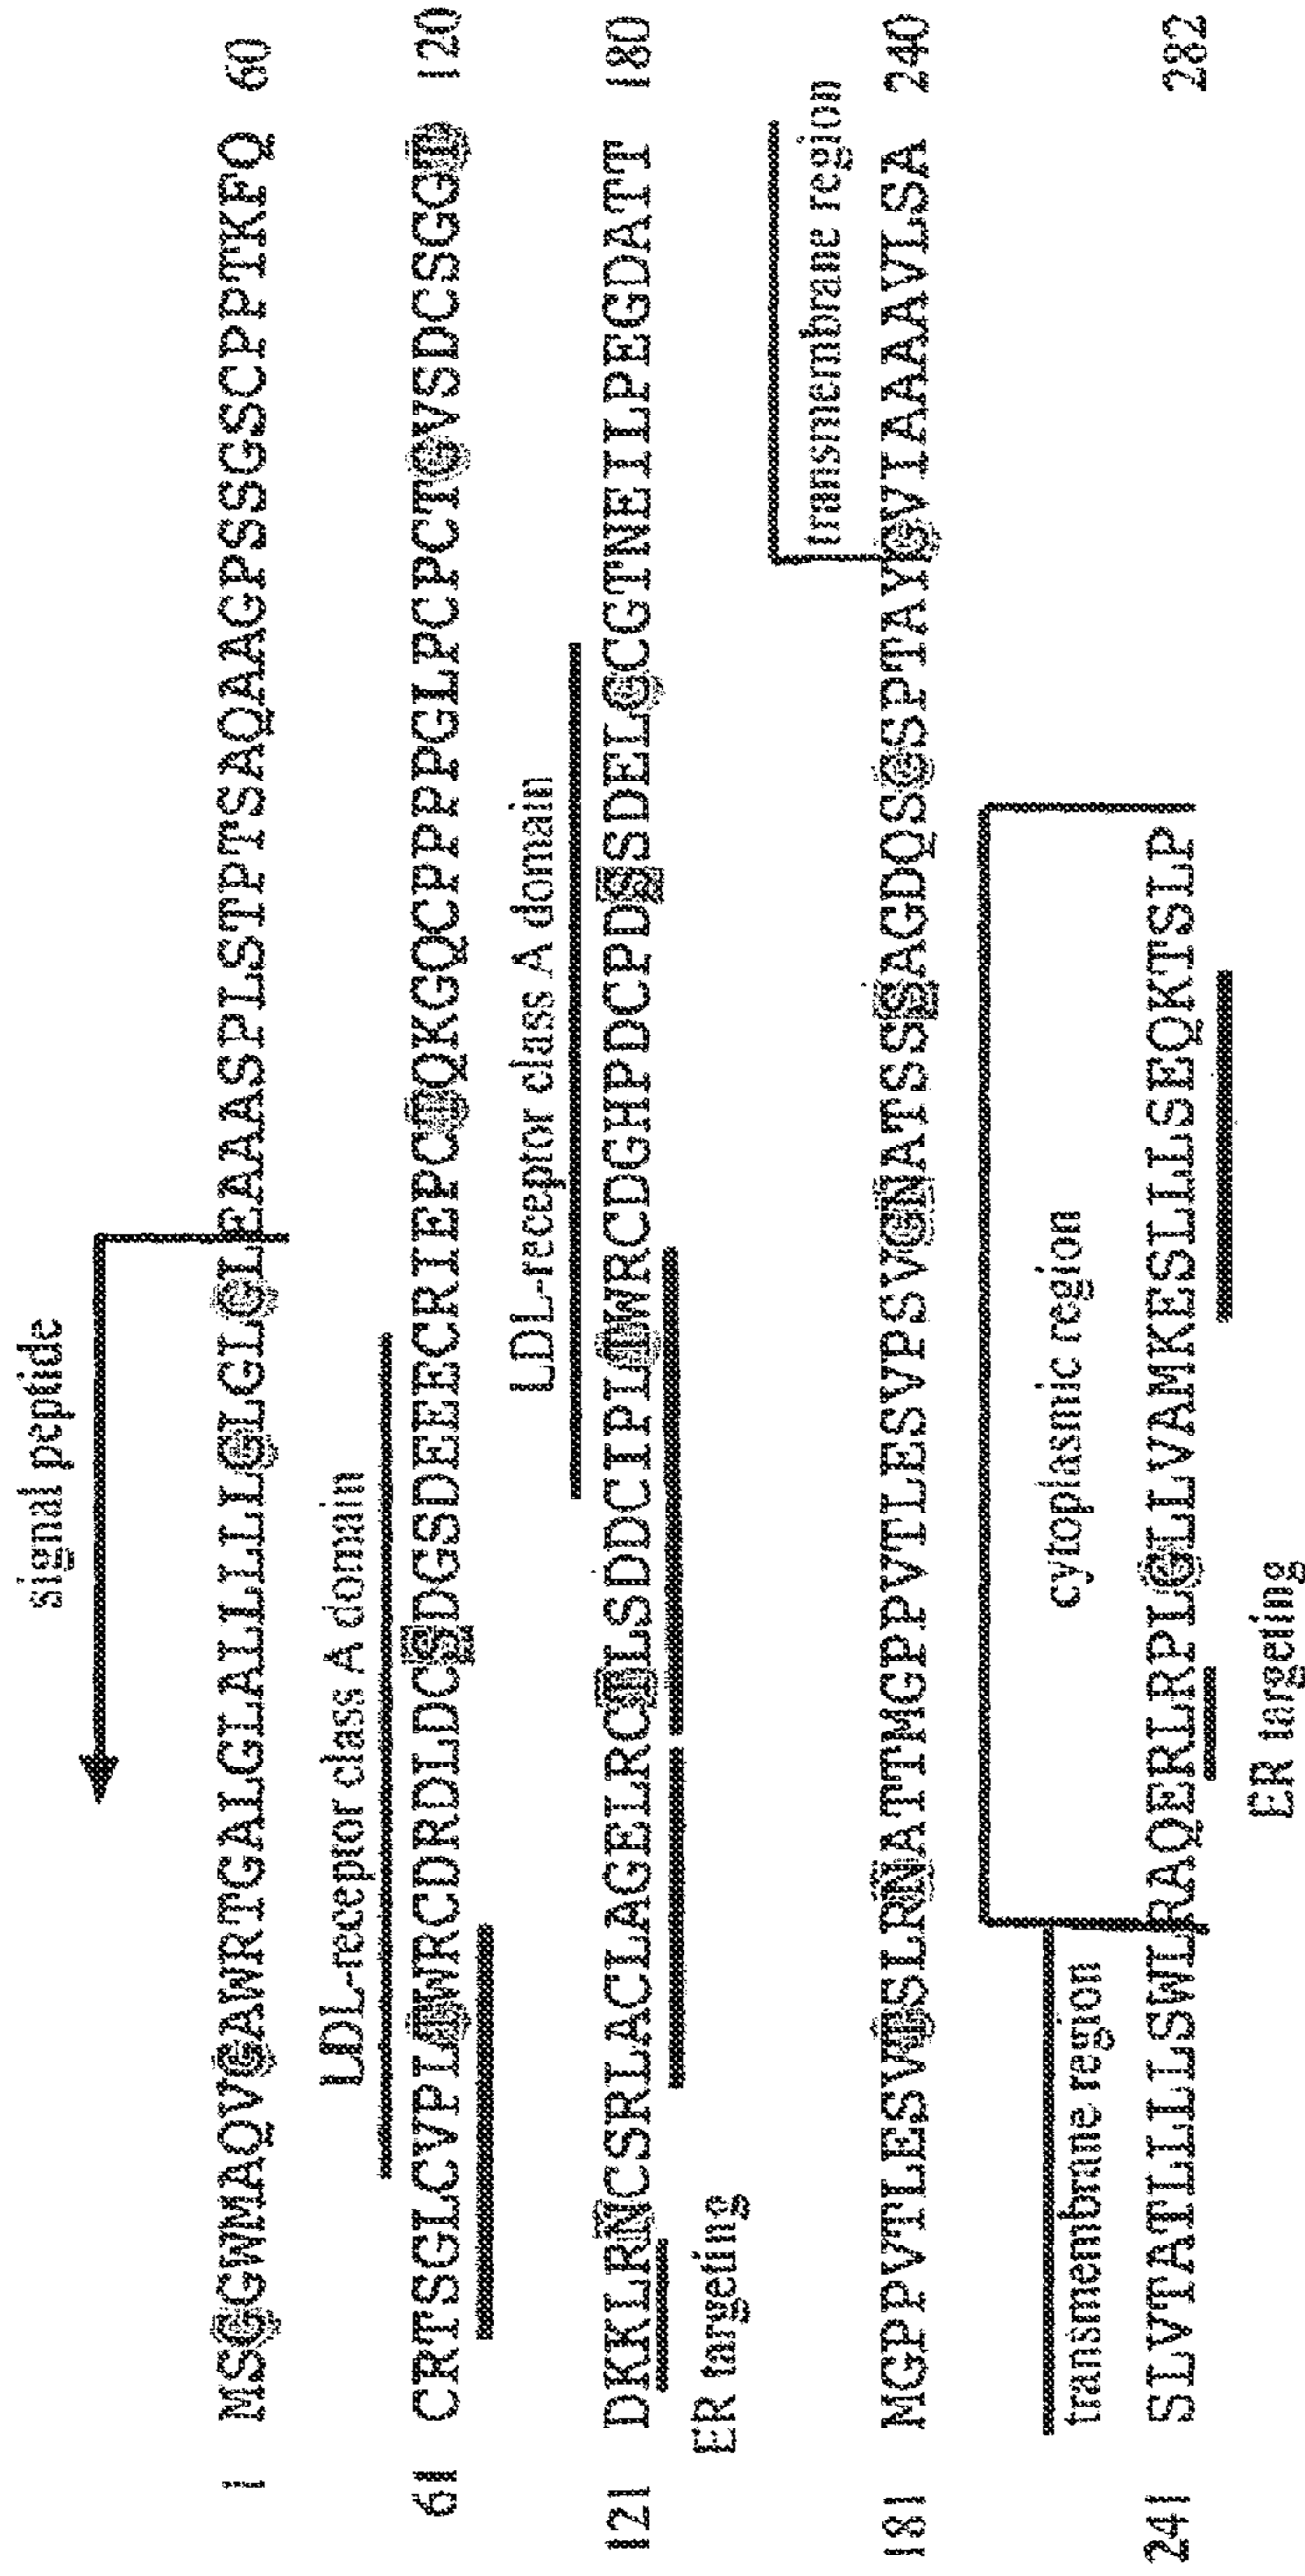 signal peptide
1 MSGGWMAQVGAWRTGALGLALLLLLGLGLGLEAAASPLSTPTSAQAAGPSSGSCPPTKFQ 60
LDL-receptor class A domain
61 CRTSGLCVPLTWRCDRDLDCSDGSDEEECRIEPCTQKGQCPPPPGLPCPCTGVSDCSGGT 120
LDL-receptor class A domain
121 DKKLRNCSRLACLAGELRCTLSDDCIPLTWRCDGHPDCPDSSDELGCGTNEILPEGDATT 180
ER targeting
transmembrane region
181 MGPPVTLESVTSLRNATTMGPPVTLESVPSVGNATSSSAGDQSGSPTAYGVIAAAAVLSA 240
transmembrane region cytoplasmic region
241 SLVTATLLLLSWLRAQERLRPLGLLVAMKESLLLSEQKTSLP 282
ER targeting